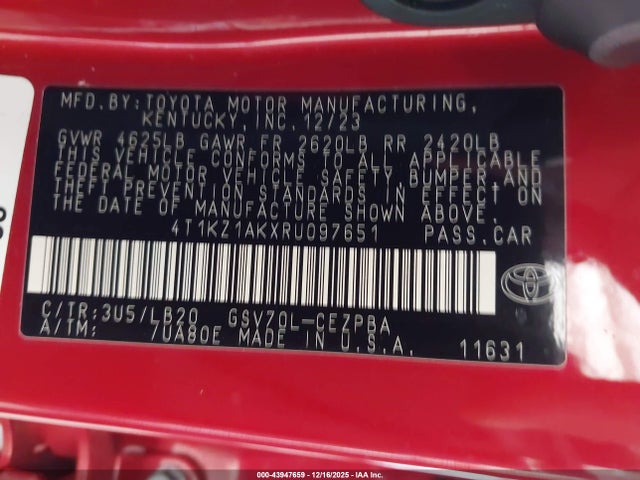 MFD.BY:TOYOTA MOTOR MANUFACTURING,
KENTUCKY, INC. 12/23
GVWR 4625LB GAWR FR 2620LB RR 2420LB
THIS VEHICLE CONFORMS TO ALL APPLICABLE
FEDERAL MOTOR VEHICLE SAFETY, BUMPER, AND
THEFT PREVENTION STANDARDS IN EFFECT ON
THE DATE OF MANUFACTURE SHOWN ABOVE.
4T1KZ1AKXRU097651 PASS.CAR
C/TR:3U5/LB20 GSV70L-CEZPBA
A/TM: 7UA80E MADE IN U.S.A. 11631
TOYOTA
000-43947659 - 12/16/2025 - IAA Inc.